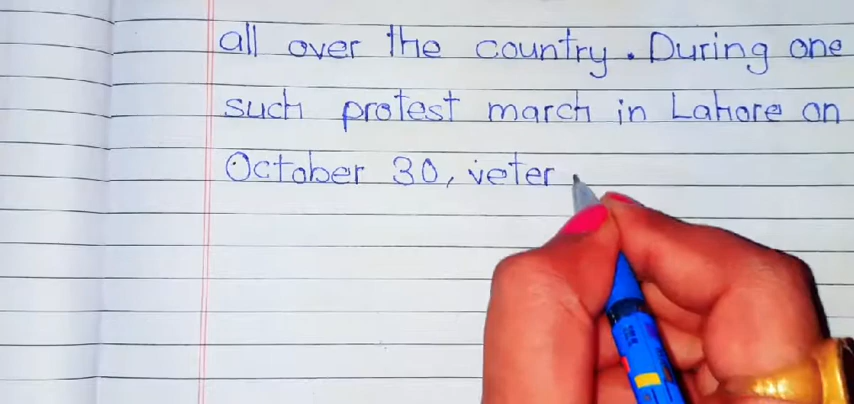 all over the country. During one
such protest march in Lahore on
October 30, veter